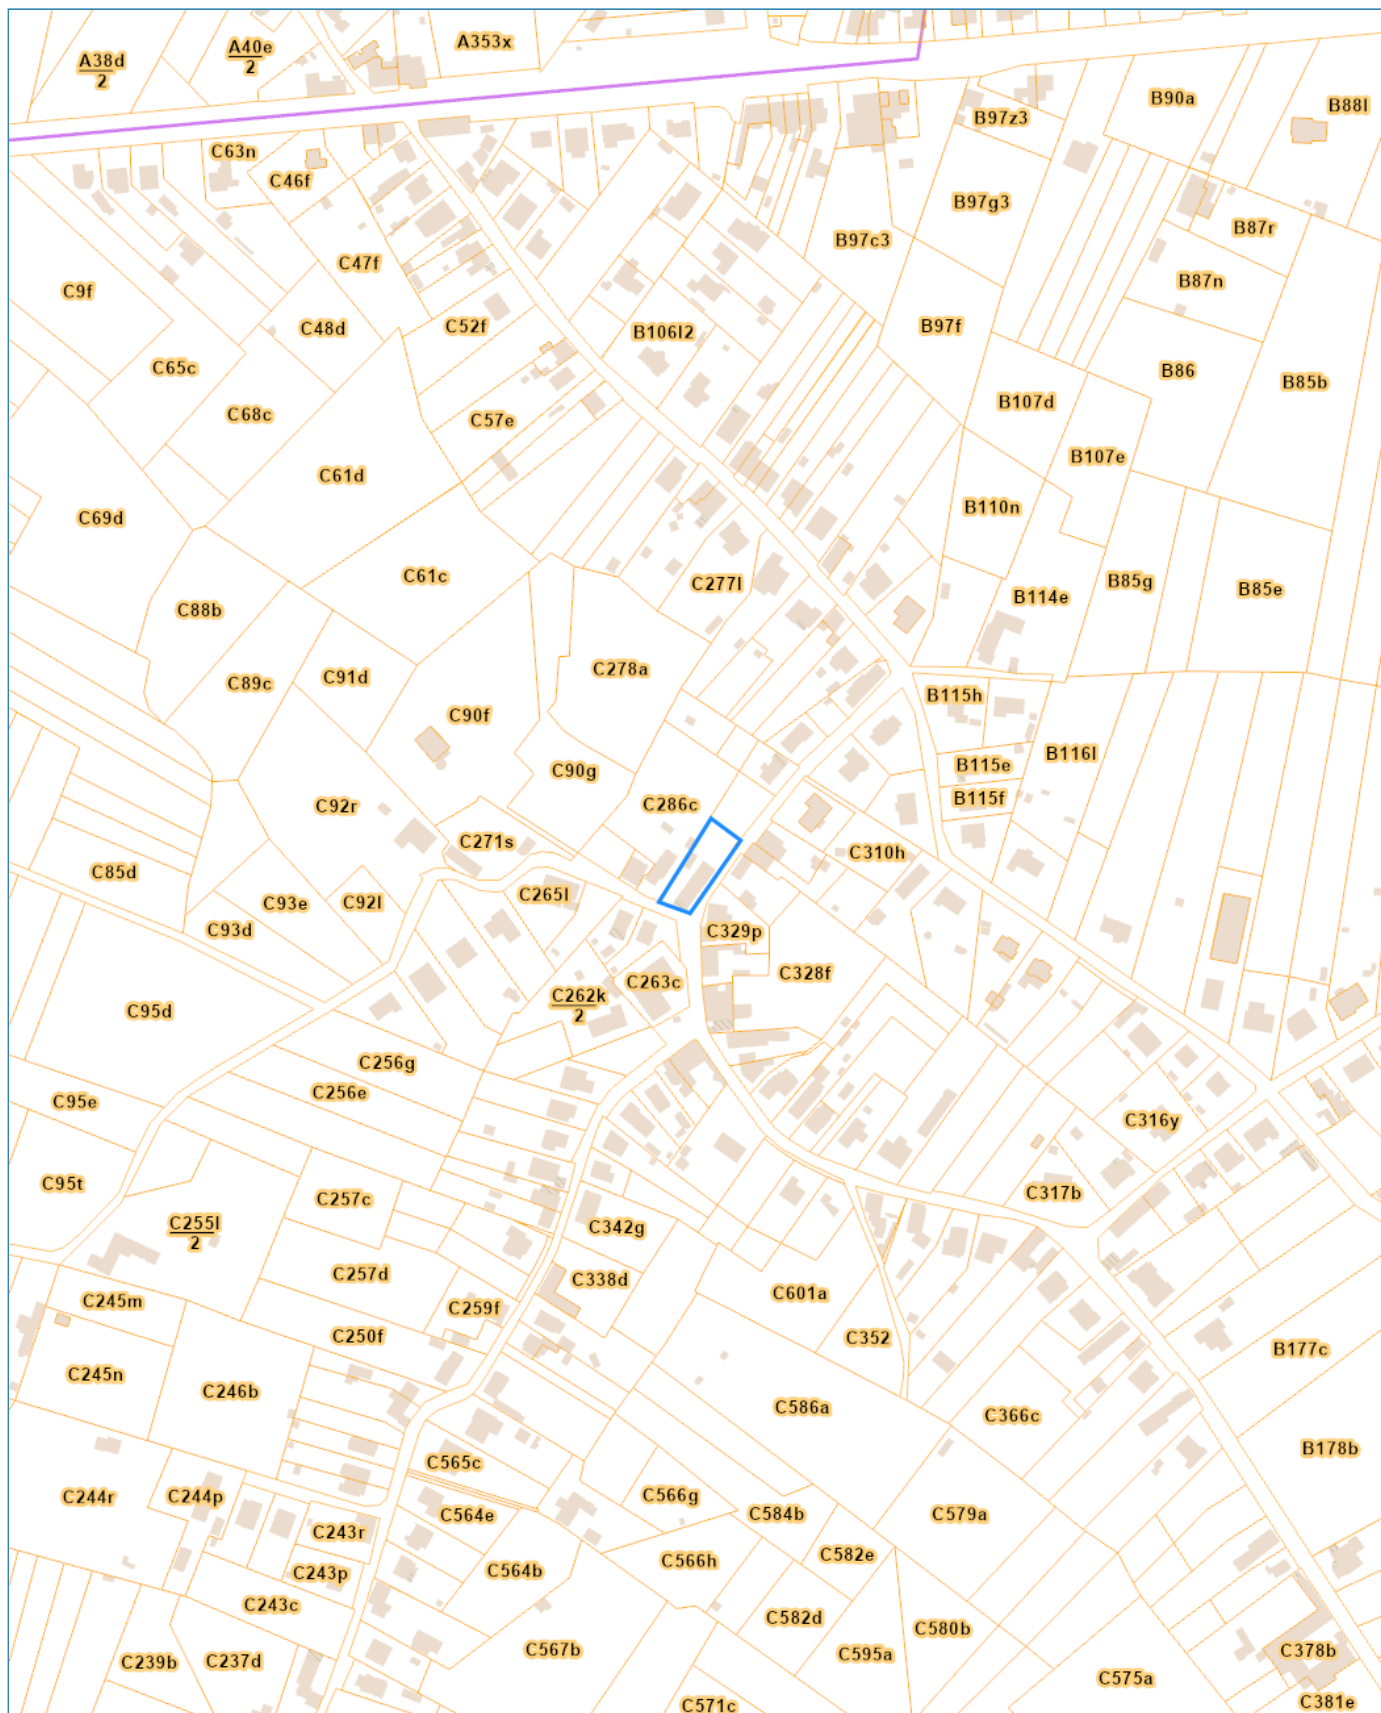 A353x
A40e
2
A38d
2
B90a
B88l
B97z3
C63n
C46f
B97g3
B87r
B97c3
C47f
B87n
C9f
C48d
C52f
B106l2
B97f
C65c
B86
B85b
B107d
C68c
C57e
B107e
C61d
B110n
C69d
C61c
C277l
B85g
B85e
B114e
C88b
C278a
C91d
C89c
B115h
C90f
B116l
B115e
C90g
B115f
C286c
C92r
C271s
C310h
C85d
C265l
C93e
C92l
C93d
C329p
C328f
C263c
C262k
2
C95d
C256g
C256e
C95e
C316y
C95t
C317b
C257c
C255l
2
C342g
C257d
C338d
C601a
C245m
C259f
C250f
C352
B177c
C245n
C246b
C586a
C366c
B178b
C565c
C244r
C244p
C566g
C564e
C584b
C579a
C243r
C582e
C566h
C564b
C243p
C243c
C582d
C580b
C567b
C378b
C595a
C239b
C237d
C575a
C381e
C571c